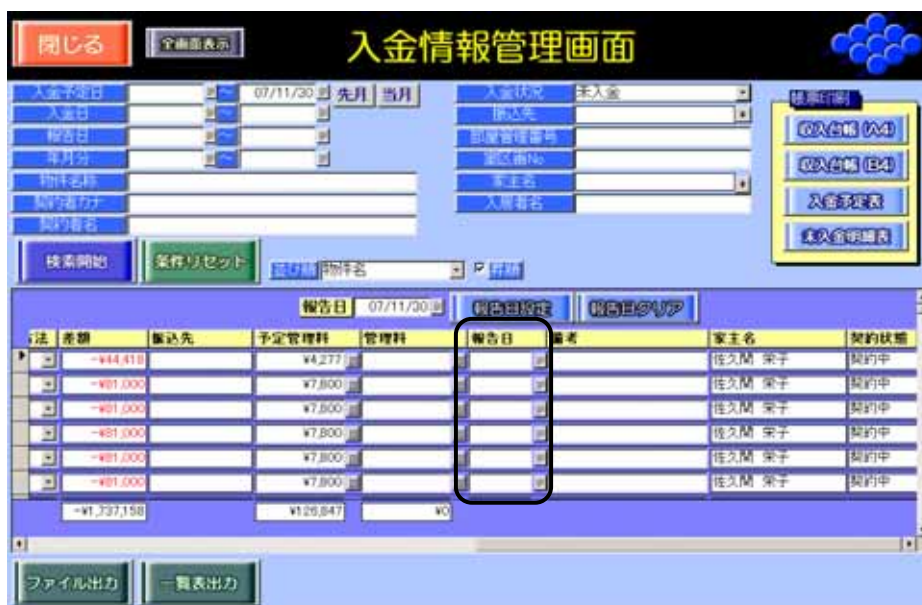 閉じる 全画面表示 入金情報管理画面
入金予定日 ~ 07/11/30 先月 当月 入金状況 未入金 帳票印刷
入金日 ~ 振込先
報告日 ~ 部屋管理番号 収入台帳 (A4)
年月分 ~
物件名称 家主名 収入台帳 (B4)
契約者カナ 入居者名 入金予定表
契約者名 未入金明細表
検索開始 条件リセット 並び順 物件名 昇順
報告日 07/11/30 報告日設定 報告日クリア
方法 差額 振込先 予定管理料 管理料 報告日 備考 家主名 契約状態
-¥44,418 ¥4,277 佐久間 栄子 契約中
-¥81,000 ¥7,800 佐久間 栄子 契約中
-¥81,000 ¥7,800 佐久間 栄子 契約中
-¥81,000 ¥7,800 佐久間 栄子 契約中
-¥81,000 ¥7,800 佐久間 栄子 契約中
-¥81,000 ¥7,800 佐久間 栄子 契約中
-¥1,737,158 ¥126,847 ¥0
ファイル出力 一覧表出力